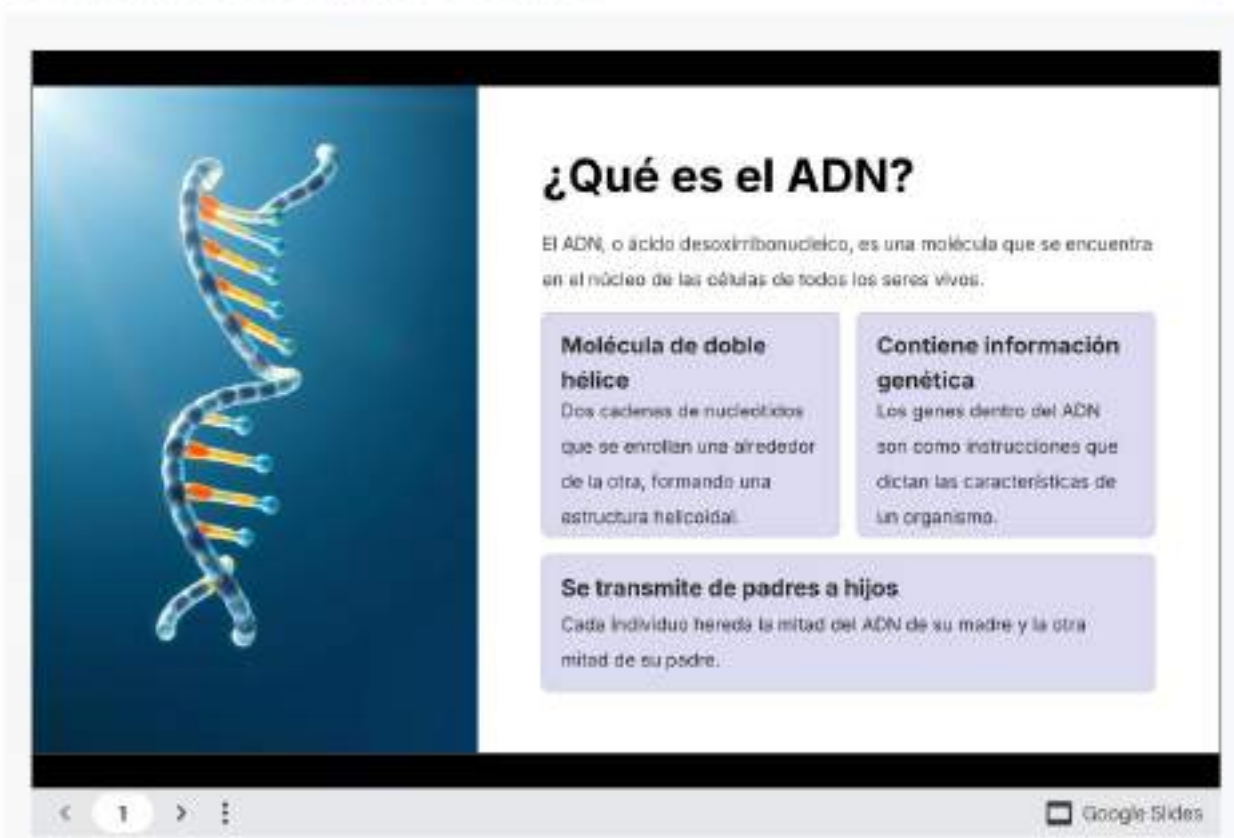 ¿Qué es el ADN?
El ADN, o ácido desoxirribonucleico, es una molécula que se encuentra
en el núcleo de las células de todos los seres vivos.
Molécula de doble
hélice
Dos cadenas de nucleótidos
que se enrollan una alrededor
de la otra, formando una
estructura helicoidal.
Contiene información
genética
Los genes dentro del ADN
son como instrucciones que
dictan las características de
un organismo.
Se transmite de padres a hijos
Cada individuo hereda la mitad del ADN de su madre y la otra
mitad de su padre.
1
Google Slides